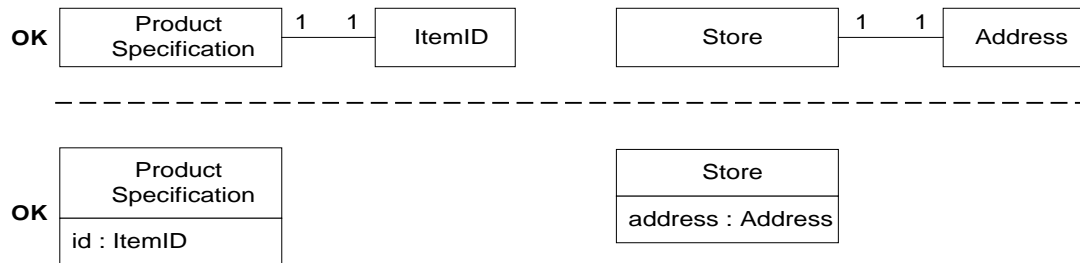 OK
Product
Specification
1 1
ItemID
Store
1 1
Address
OK
Product
Specification
id : ItemID
Store
address : Address